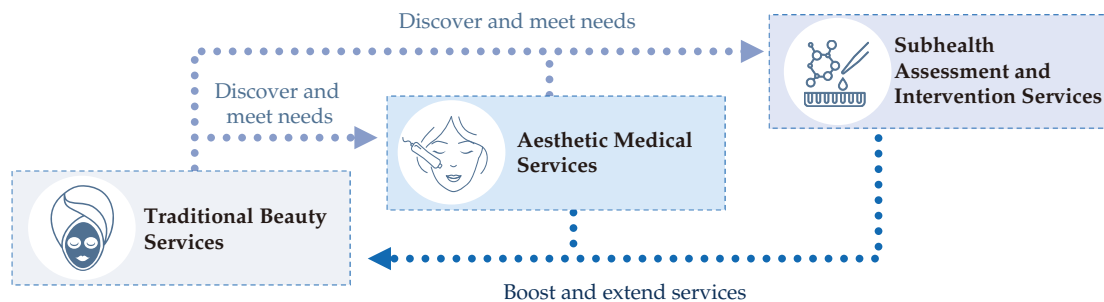 Discover and meet needs
Subhealth
Assessment and
Intervention Services
Discover and
meet needs
Aesthetic Medical
Services
Traditional Beauty
Services
Boost and extend services